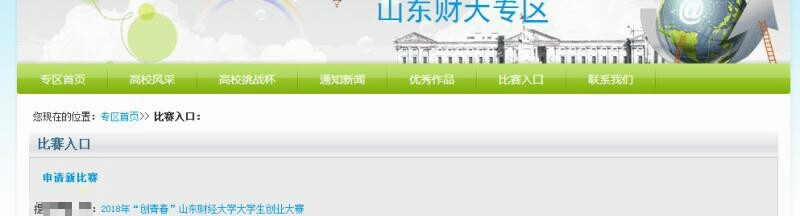 山东财大专区
专区首页 高校风采 高校挑战杯 通知新闻 优秀作品 比赛入口 联系我们
您现在的位置：专区首页>> 比赛入口：
比赛入口
申请新比赛
：2018年“创青春”山东财经大学大学生创业大赛